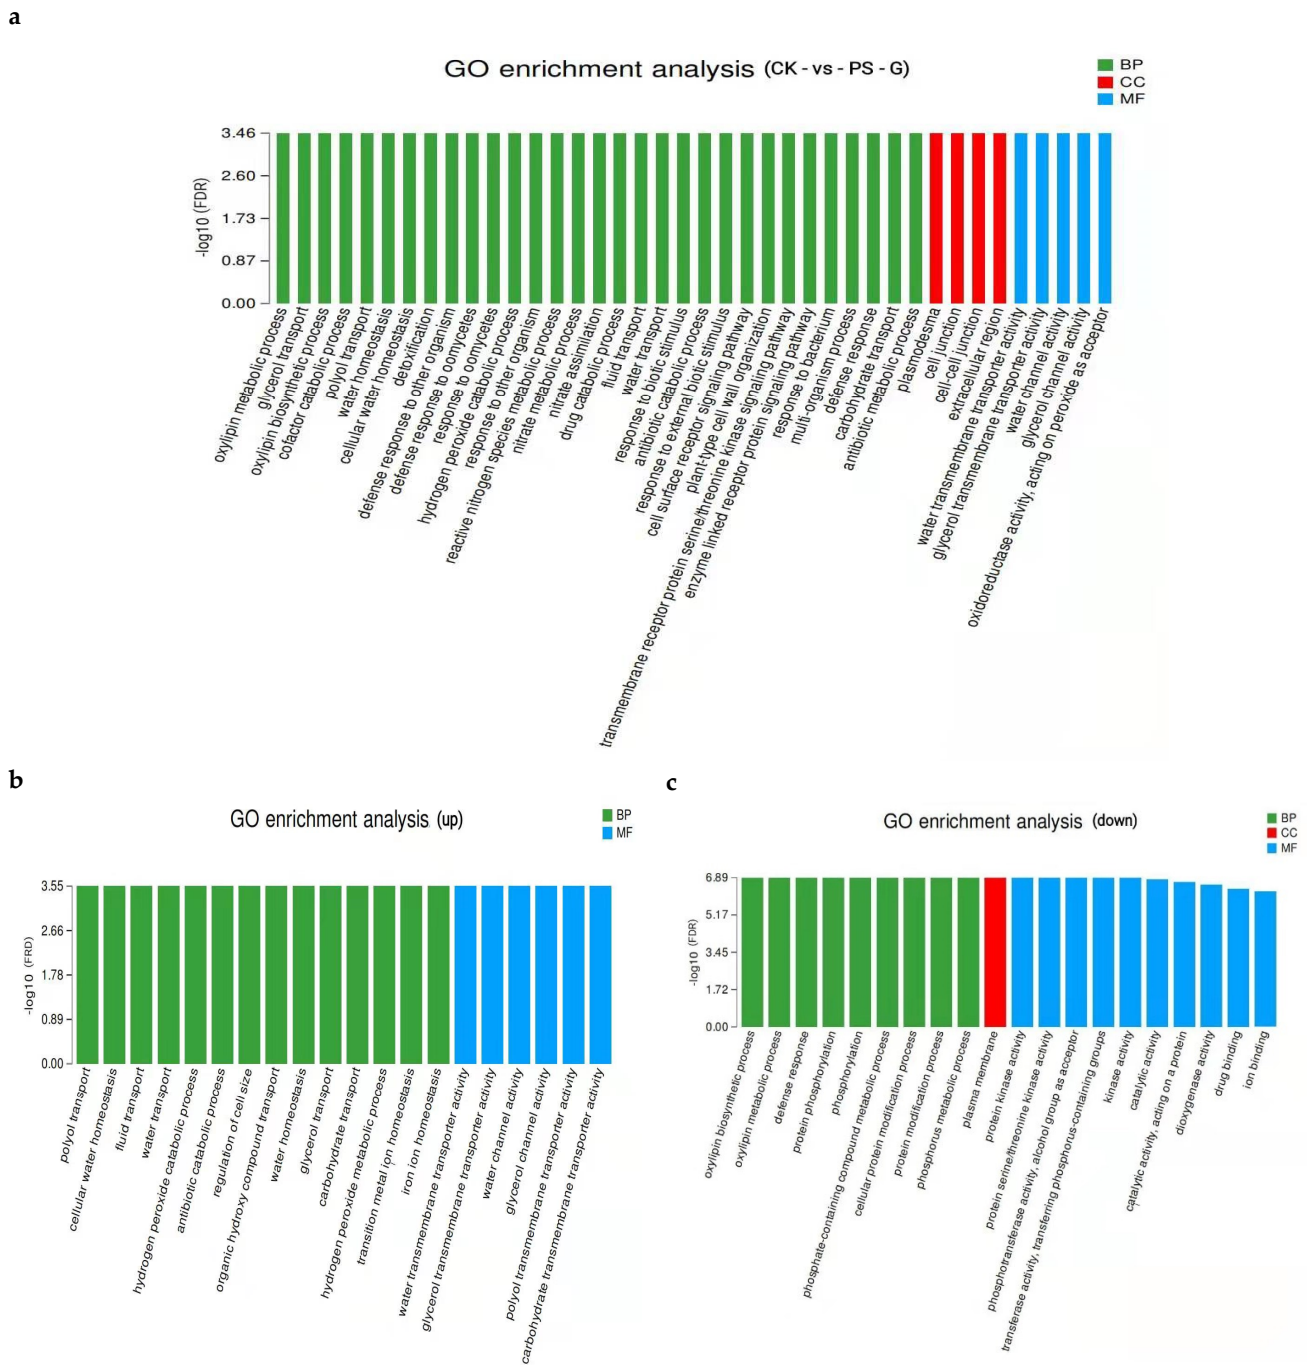 a
GO enrichment analysis (CK - vs - PS - G)
BP
CC
MF
3.46
2.60
1.73
0.87
0.00
-log10 (FDR)
oxylipin metabolic process
glycerol transport
oxylipin biosynthetic process
cofactor catabolic process
polyol transport
water homeostasis
cellular water homeostasis
detoxification
defense response to other organism
defense response to oomycetes
response to oomycetes
hydrogen peroxide catabolic process
response to other organism
reactive nitrogen species metabolic process
nitrate metabolic process
nitrate assimilation
drug catabolic process
fluid transport
water transport
response to biotic stimulus
antibiotic catabolic process
response to external biotic stimulus
cell surface receptor signaling pathway
plant-type cell wall organization
transmembrane receptor protein serine/threonine kinase signaling pathway
enzyme linked receptor protein signaling pathway
response to bacterium
multi-organism process
defense response
carbohydrate transport
antibiotic metabolic process
plasmodesma
cell junction
cell-cell junction
extracellular region
water transmembrane transporter activity
glycerol transmembrane transporter activity
water channel activity
glycerol channel activity
oxidoreductase activity, acting on peroxide as acceptor
b
GO enrichment analysis (up)
BP
MF
3.55
2.66
1.78
0.89
0.00
-log10 (FRD)
polyol transport
cellular water homeostasis
fluid transport
water transport
hydrogen peroxide catabolic process
antibiotic catabolic process
regulation of cell size
organic hydroxy compound transport
water homeostasis
glycerol transport
carbohydrate transport
hydrogen peroxide metabolic process
transition metal ion homeostasis
iron ion homeostasis
water transmembrane transporter activity
glycerol transmembrane transporter activity
water channel activity
glycerol channel activity
polyol transmembrane transporter activity
carbohydrate transmembrane transporter activity
c
GO enrichment analysis (down)
BP
CC
MF
6.89
5.17
3.45
1.72
0.00
-log10 (FDR)
oxylipin biosynthetic process
oxylipin metabolic process
defense response
protein phosphorylation
phosphorylation
phosphate-containing compound metabolic process
cellular protein modification process
protein modification process
phosphorus metabolic process
plasma membrane
protein kinase activity
protein serine/threonine kinase activity
phosphotransferase activity, alcohol group as acceptor
transferase activity, transferring phosphorus-containing groups
kinase activity
catalytic activity
catalytic activity, acting on a protein
dioxygenase activity
drug binding
ion binding